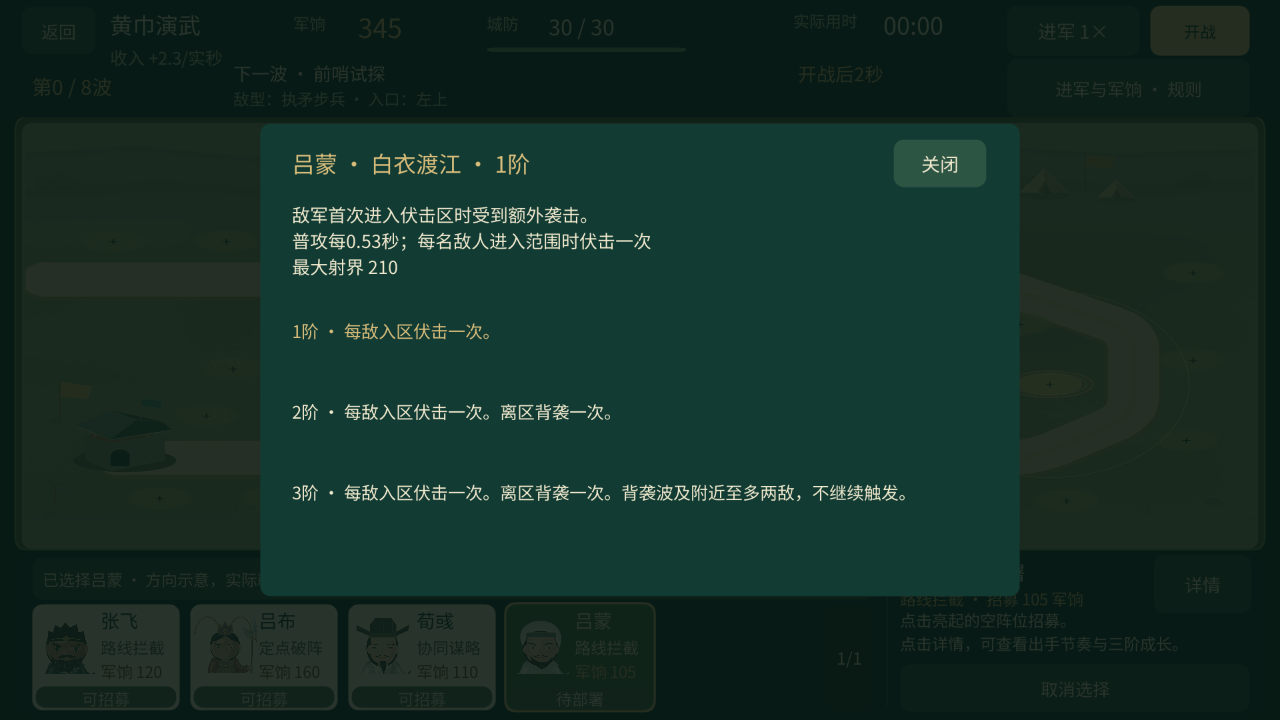 返回
黄巾演武
收入 +2.3/实秒
军饷
345
城防
30 / 30
实际用时
00:00
进军 1×
开战
第0 / 8波
下一波 · 前哨试探
敌型：执矛步兵 · 入口：左上
开战后2秒
进军与军饷 · 规则
吕蒙 · 白衣渡江 · 1阶
关闭
敌军首次进入伏击区时受到额外袭击。
普攻每0.53秒；每名敌人进入范围时伏击一次
最大射界 210
1阶 · 每敌入区伏击一次。
2阶 · 每敌入区伏击一次。离区背袭一次。
3阶 · 每敌入区伏击一次。离区背袭一次。背袭波及附近至多两敌，不继续触发。
已选择吕蒙 · 方向示意，实际
张飞
路线拦截
军饷 120
可招募
吕布
定点破阵
军饷 160
可招募
荀彧
协同谋略
军饷 110
可招募
吕蒙
路线拦截
军饷 105
待部署
1/1
路线拦截 · 招募 105 军饷
点击亮起的空阵位招募。
点击详情，可查看出手节奏与三阶成长。
详情
取消选择